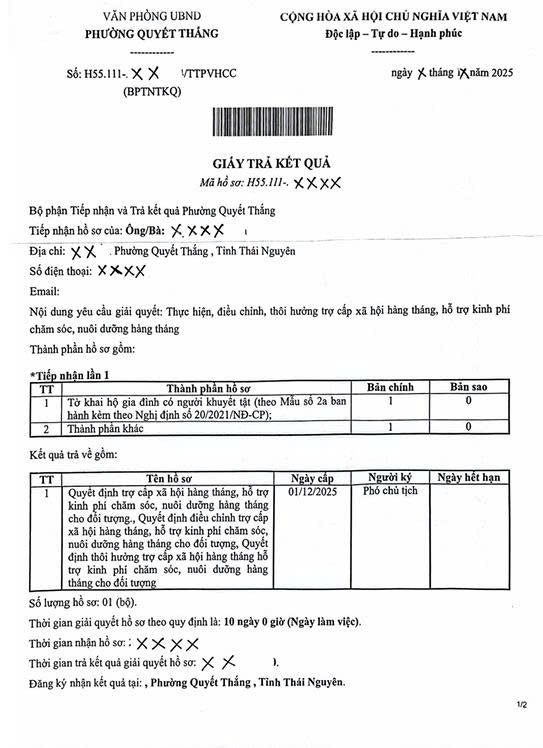 VĂN PHÒNG UBND
PHƯỜNG QUYẾT THẮNG
CỘNG HÒA XÃ HỘI CHỦ NGHĨA VIỆT NAM
Độc lập – Tự do – Hạnh phúc
Số: H55.111-. X X /TTPVHCC
(BPTNTKQ)
ngày X tháng 1X năm 2025
GIẤY TRẢ KẾT QUẢ
Mã hồ sơ: H55.111-. XXXX
Bộ phận Tiếp nhận và Trả kết quả Phường Quyết Thắng
Tiếp nhận hồ sơ của: Ông/Bà: X XXX
Địa chỉ: XX . Phường Quyết Thắng , Tỉnh Thái Nguyên
Số điện thoại: XXXX
Email:
Nội dung yêu cầu giải quyết: Thực hiện, điều chỉnh, thôi hưởng trợ cấp xã hội hàng tháng, hỗ trợ kinh phí
chăm sóc, nuôi dưỡng hàng tháng
Thành phần hồ sơ gồm:
*Tiếp nhận lần 1
TT Thành phần hồ sơ Bản chính Bản sao
1 Tờ khai hộ gia đình có người khuyết tật (theo Mẫu số 2a ban 1 0
hành kèm theo Nghị định số 20/2021/NĐ-CP);
2 Thành phần khác 1 0
Kết quả trả về gồm:
TT Tên hồ sơ Ngày cấp Người ký Ngày hết hạn
1 Quyết định trợ cấp xã hội hàng tháng, hỗ trợ 01/12/2025 Phó chủ tịch
kinh phí chăm sóc, nuôi dưỡng hàng tháng
cho đối tượng., Quyết định điều chỉnh trợ cấp
xã hội hàng tháng, hỗ trợ kinh phí chăm sóc,
nuôi dưỡng hàng tháng cho đối tượng, Quyết
định thôi hưởng trợ cấp xã hội hàng tháng hỗ
trợ kinh phí chăm sóc, nuôi dưỡng hàng
tháng cho đối tượng
Số lượng hồ sơ: 01 (bộ).
Thời gian giải quyết hồ sơ theo quy định là: 10 ngày 0 giờ (Ngày làm việc).
Thời gian nhận hồ sơ: : XXXX
Thời gian trả kết quả giải quyết hồ sơ: X X ).
Đăng ký nhận kết quả tại: , Phường Quyết Thắng , Tỉnh Thái Nguyên.
1/2